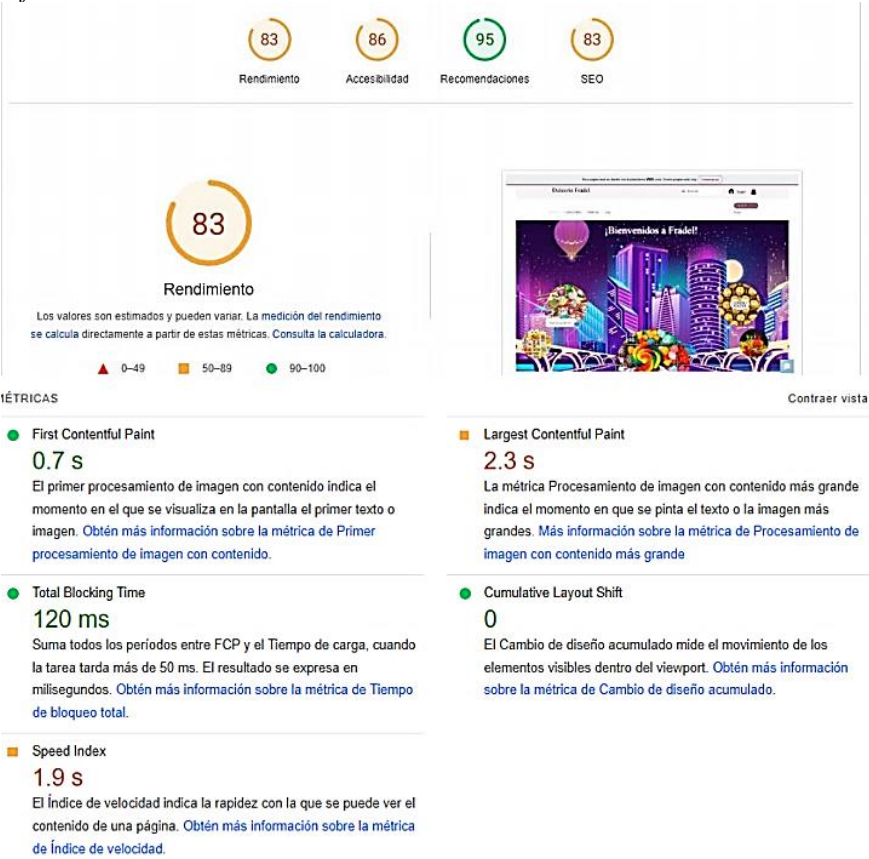 83
86
95
83
Rendimiento
Accesibilidad
Recomendaciones
SEO
83
Rendimiento
Los valores son estimados y pueden variar. La medición del rendimiento
se calcula directamente a partir de estas métricas. Consulta la calculadora.
0–49
50–89
90–100
¡Bienvenidos a Fradel!
MÉTRICAS
Contraer vista
First Contentful Paint
0.7 s
El primer procesamiento de imagen con contenido indica el
momento en el que se visualiza en la pantalla el primer texto o
imagen. Obtén más información sobre la métrica de Primer
procesamiento de imagen con contenido.
Largest Contentful Paint
2.3 s
La métrica Procesamiento de imagen con contenido más grande
indica el momento en que se pinta el texto o la imagen más
grandes. Más información sobre la métrica de Procesamiento de
imagen con contenido más grande
Total Blocking Time
120 ms
Suma todos los períodos entre FCP y el Tiempo de carga, cuando
la tarea tarda más de 50 ms. El resultado se expresa en
milisegundos. Obtén más información sobre la métrica de Tiempo
de bloqueo total.
Cumulative Layout Shift
0
El Cambio de diseño acumulado mide el movimiento de los
elementos visibles dentro del viewport. Obtén más información
sobre la métrica de Cambio de diseño acumulado.
Speed Index
1.9 s
El Índice de velocidad indica la rapidez con la que se puede ver el
contenido de una página. Obtén más información sobre la métrica
de Índice de velocidad.